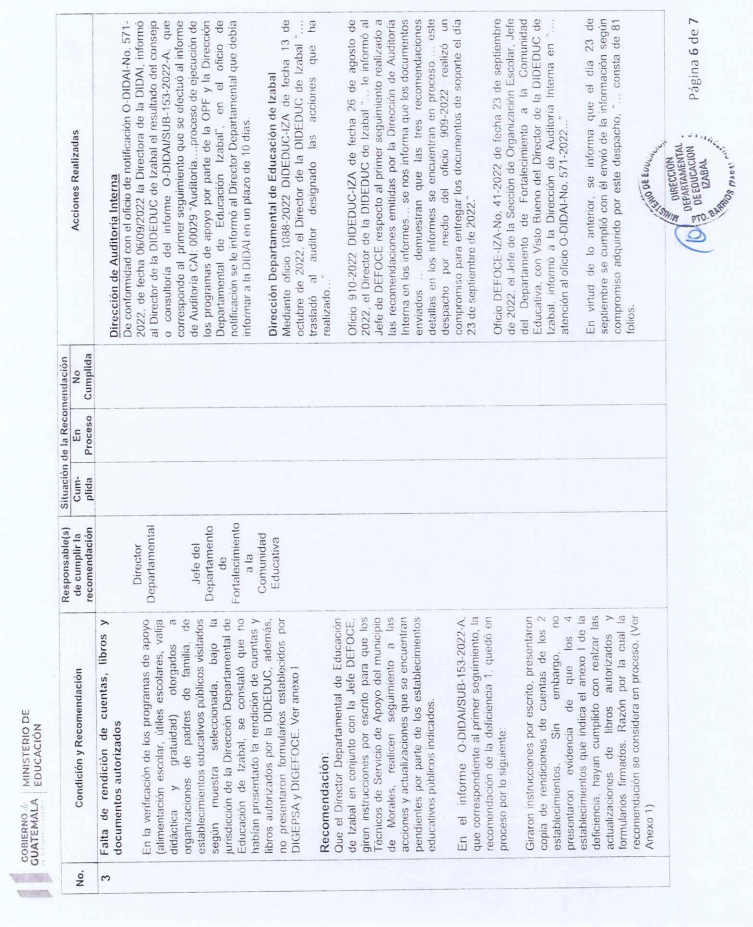 GOBIERNO de
GUATEMALA
MINISTERIO DE
EDUCACIÓN
No.
Condición y Recomendación
Responsable(s)
de cumplir la
recomendación
Situación de la Recomendación
Cum-
plida
En
Proceso
No
Cumplida
Acciones Realizadas
3
Falta de rendición de cuentas, libros y
documentos autorizados
En la verificación de los programas de apoyo
(alimentación escolar, útiles escolares, valija
didáctica y gratuidad) otorgados a
organizaciones de padres de familia, de
establecimientos educativos públicos visitados
según muestra seleccionada, bajo la
jurisdicción de la Dirección Departamental de
Educación de Izabal, se constató que no
habían presentado la rendición de cuentas y
libros autorizados por la DIDEDUC, además,
no presentaron formularios establecidos por
DIGEPSA y DIGEFOCE. Ver anexo I
Recomendación:
Que el Director Departamental de Educación
de Izabal en conjunto con la Jefe DEFOCE,
giren instrucciones por escrito para que los
Técnicos de Servicio de Apoyo del municipio
de Morales, realicen seguimiento a las
acciones y actualizaciones que se encuentran
pendientes por parte de los establecimientos
educativos públicos indicados.
En el informe O-DIDAI/SUB-153-2022-A,
que correspondiente al primer seguimiento, la
recomendación de la deficiencia 1, quedó en
proceso por lo siguiente:
Giraron instrucciones por escrito, presentaron
copia de rendiciones de cuentas de los 2
establecimientos. Sin embargo, no
presentaron evidencia de que los 4
establecimientos que indica el anexo I de la
deficiencia, hayan cumplido con realzar las
actualizaciones de libros autorizados y
formularios firmados. Razón por la cual la
recomendación se considera en proceso. (Ver
Anexo 1)
Director
Departamental
Jefe del
Departamento
de
Fortalecimiento
a la
Comunidad
Educativa
Dirección de Auditoría Interna
De conformidad con el oficio de notificación O-DIDAI-No. 571-
2022, de fecha 06/09/2022 la Directora de la DIDAI, informó
al Director de la DIDEDUC de Izabal el resultado del consejo
o consultoría del informe O-DIDAI/SUB-153-2022-A, que
corresponde al primer seguimiento que se efectuó al informe
de Auditoría CAI: 00029 "Auditoría…proceso de ejecución de
los programas de apoyo por parte de la OPF y la Dirección
Departamental de Educación Izabal", en el oficio de
notificación se le informó al Director Departamental que debía
informar a la DIDAI en un plazo de 10 días.
Dirección Departamental de Educación de Izabal
Mediante oficio 1088-2022 DIDEDUC-IZA de fecha 13 de
octubre de 2022, el Director de la DIDEDUC de Izabal "…
trasladó al auditor designado las acciones que ha
realizado…"
Oficio 910-2022 DIDEDUC-IZA de fecha 26 de agosto de
2022, el Director de la DIDEDUC de Izabal "… le informó al
Jefe de DEFOCE respecto al primer seguimiento realizado a
las recomendaciones emitidas por la Dirección de Auditoría
Interna en los informes… se nos informa que los documentos
enviados … demuestran que las tres recomendaciones
detallas en los informes se encuentran en proceso… este
despacho por medio del oficio 909-2022 realizó un
compromiso para entregar los documentos de soporte el día
23 de septiembre de 2022."
Oficio DEFOCE-IZA-No. 41-2022 de fecha 23 de septiembre
de 2022, el Jefe de la Sección de Organización Escolar, Jefe
del Departamento de Fortalecimiento a la Comunidad
Educativa, con Visto Bueno del Director de la DIDEDUC de
Izabal, informó a la Dirección de Auditoría Interna en "…
atención al oficio O-DIDAI-No. 571-2022…"
En virtud de lo anterior, se informa que el día 23 de
septiembre se cumplió con el envío de la información según
compromiso adquirido por este despacho, "… consta de 81
folios.
MINISTERIO DE EDUCACIÓN
DIRECCIÓN
DEPARTAMENTAL
DE EDUCACIÓN
IZABAL
PTO. BARRIOS
Página 6 de 7